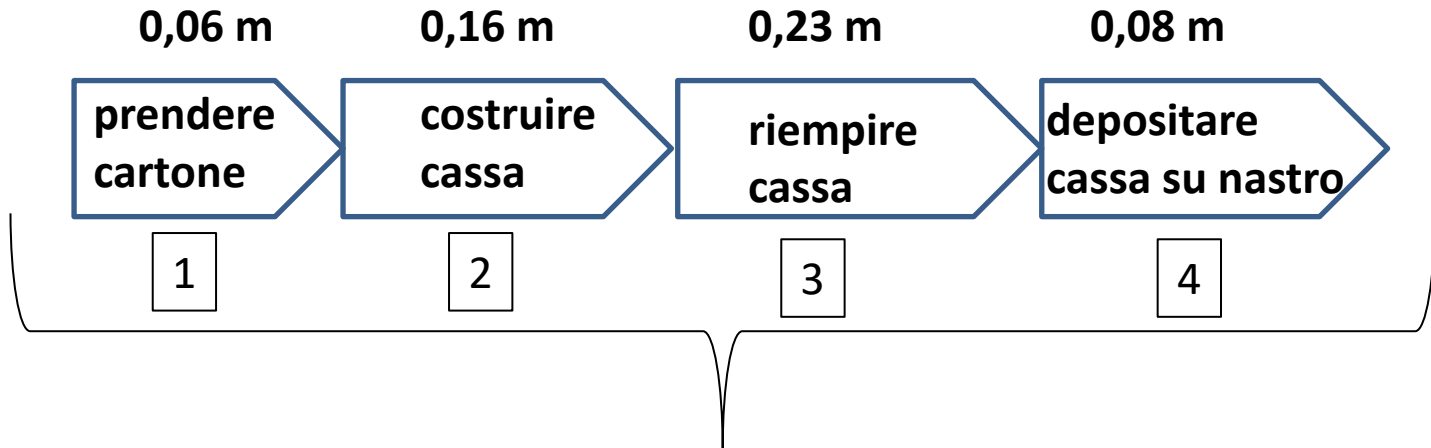 0,06 m 0,16 m 0,23 m 0,08 m
prendere
cartone
costruire
cassa
riempire
cassa
depositare
cassa su nastro
1 2 3 4